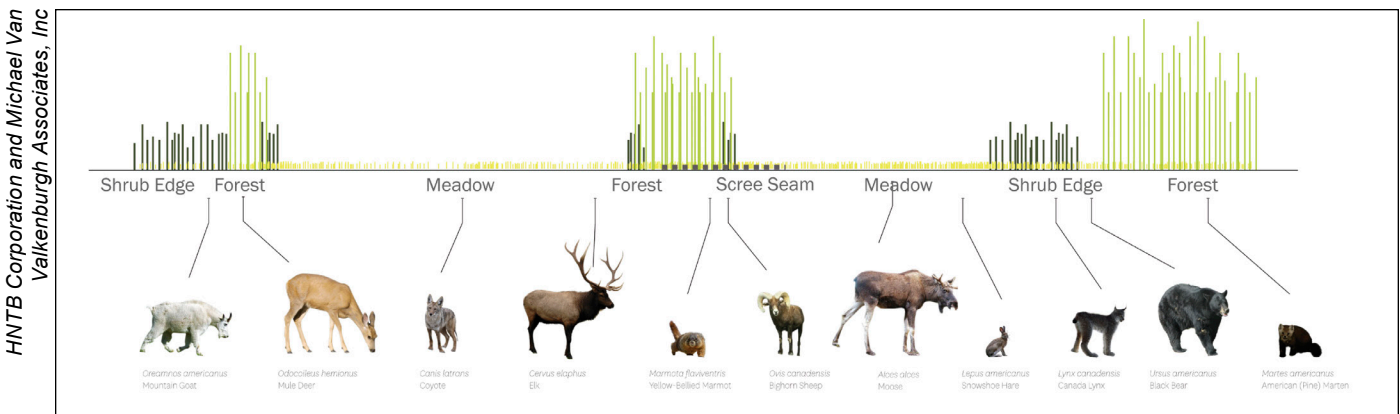 HNTB Corporation and Michael Van
Valkenburgh Associates, Inc
Shrub Edge Forest Meadow Forest Scree Seam Meadow Shrub Edge Forest
Oreamnos americanus
Mountain Goat
Odocoileus hemionus
Mule Deer
Canis latrans
Coyote
Cervus elaphus
Elk
Marmota flaviventris
Yellow-Bellied Marmot
Ovis canadensis
Bighorn Sheep
Alces alces
Moose
Lepus americanus
Snowshoe Hare
Lynx canadensis
Canada Lynx
Ursus americanus
Black Bear
Martes americanus
American (Pine) Marten